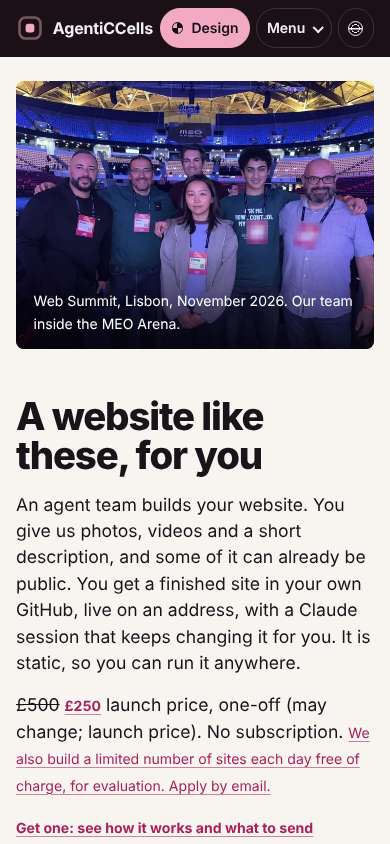 AgentiCCells
Design
Menu
MEO
Web Summit, Lisbon, November 2026. Our team
inside the MEO Arena.
A website like
these, for you
An agent team builds your website. You
give us photos, videos and a short
description, and some of it can already be
public. You get a finished site in your own
GitHub, live on an address, with a Claude
session that keeps changing it for you. It is
static, so you can run it anywhere.
£500 £250 launch price, one-off (may
change; launch price). No subscription. We
also build a limited number of sites each day free of
charge, for evaluation. Apply by email.
Get one: see how it works and what to send